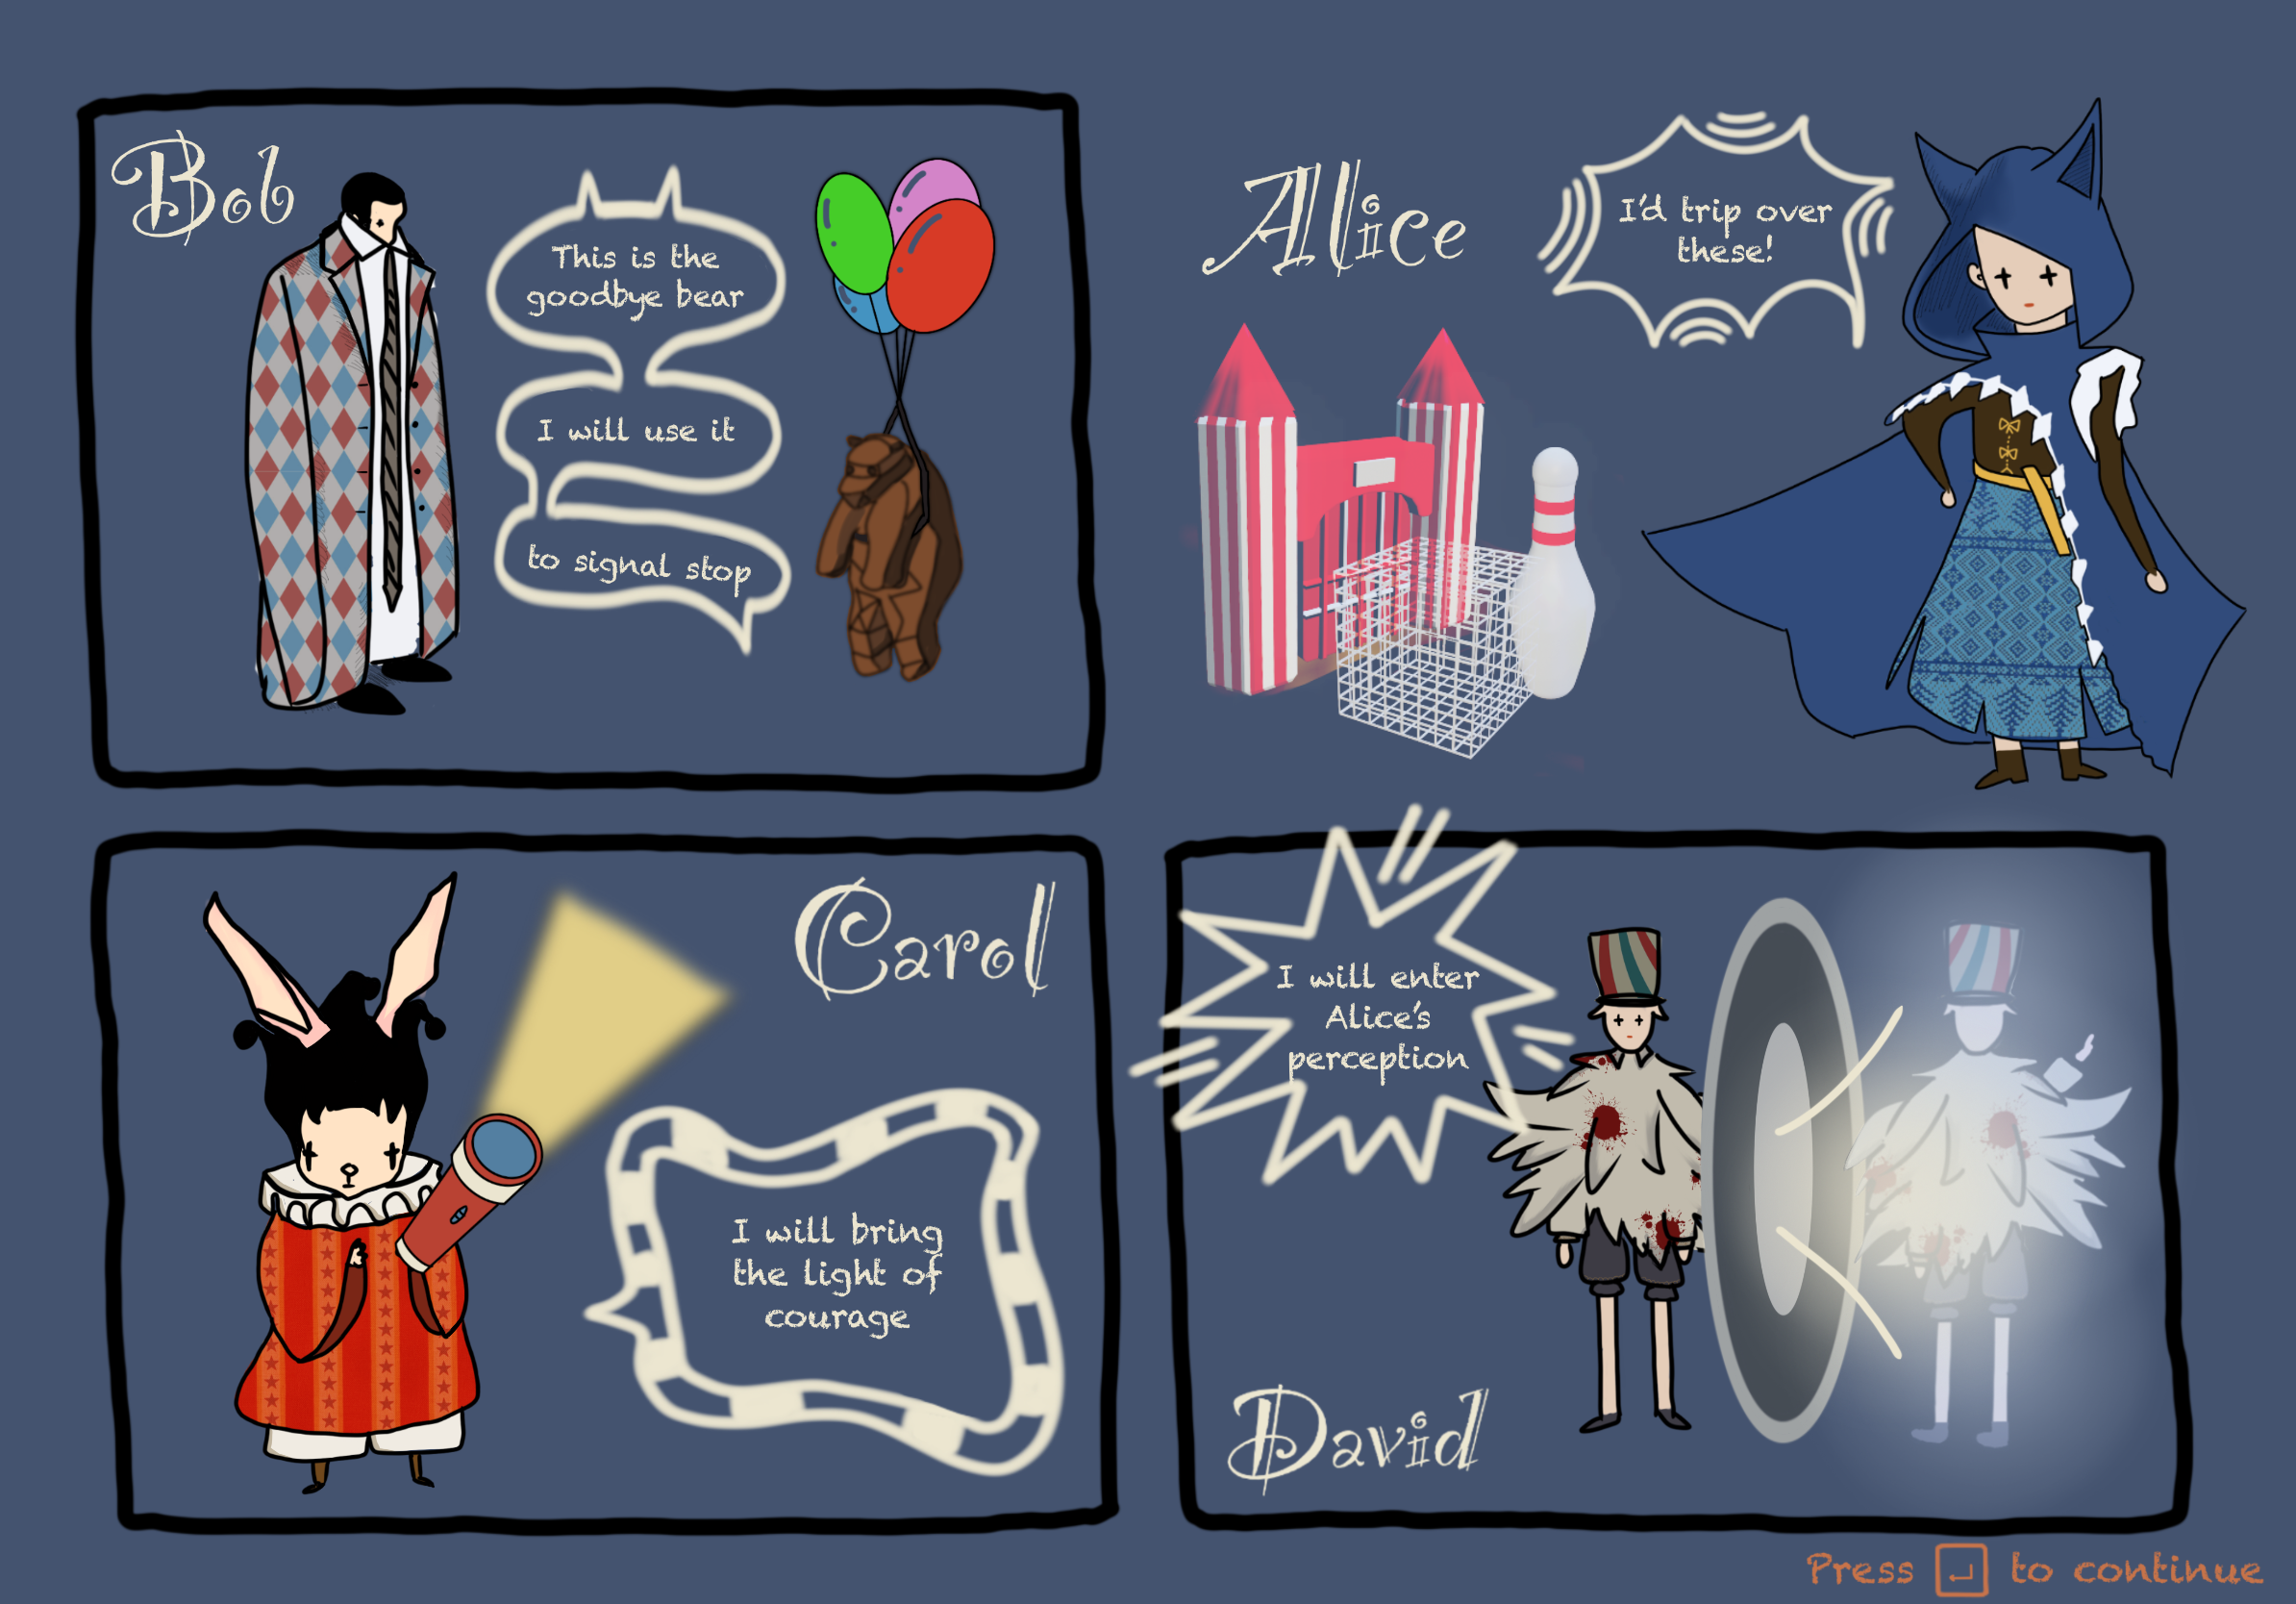 Bob
This is the
goodbye bear
I will use it
to signal stop
Alice
I'd trip over
these!
Carol
I will bring
the light of
courage
I will enter
Alice's
perception
David
Press to continue